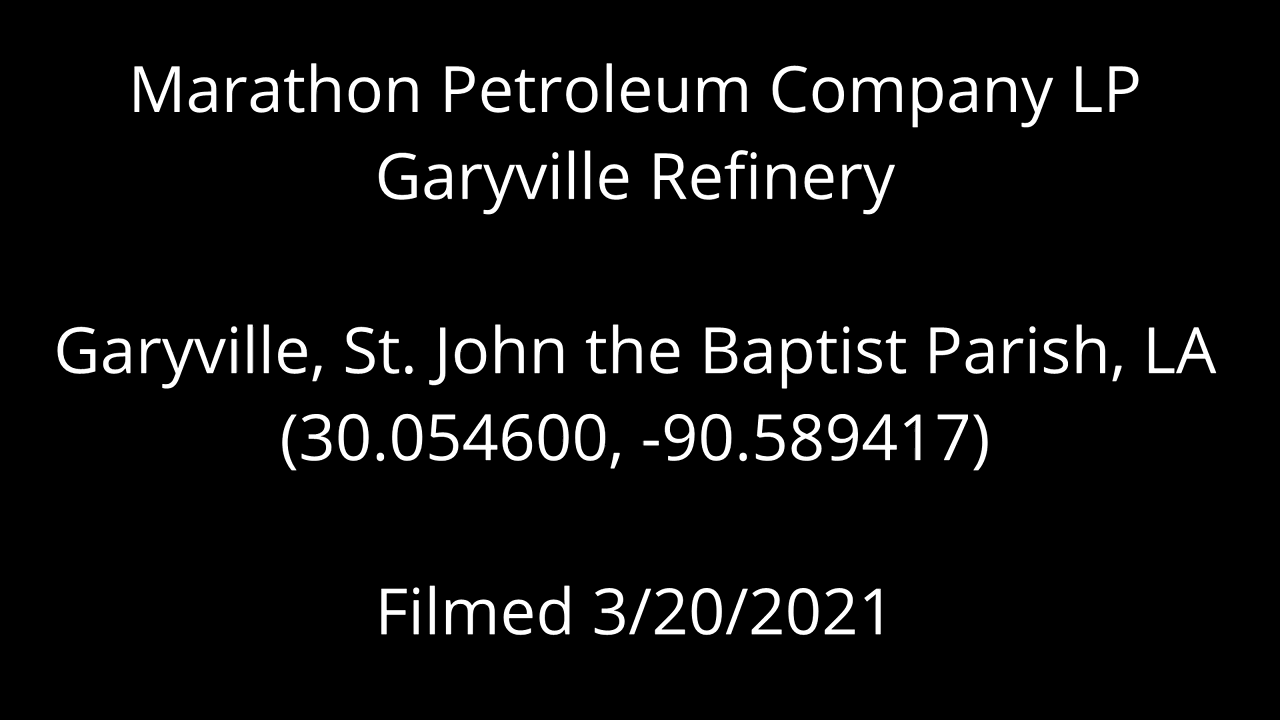 Marathon Petroleum Company LP
Garyville Refinery
Garyville, St. John the Baptist Parish, LA
(30.054600, -90.589417)
Filmed 3/20/2021